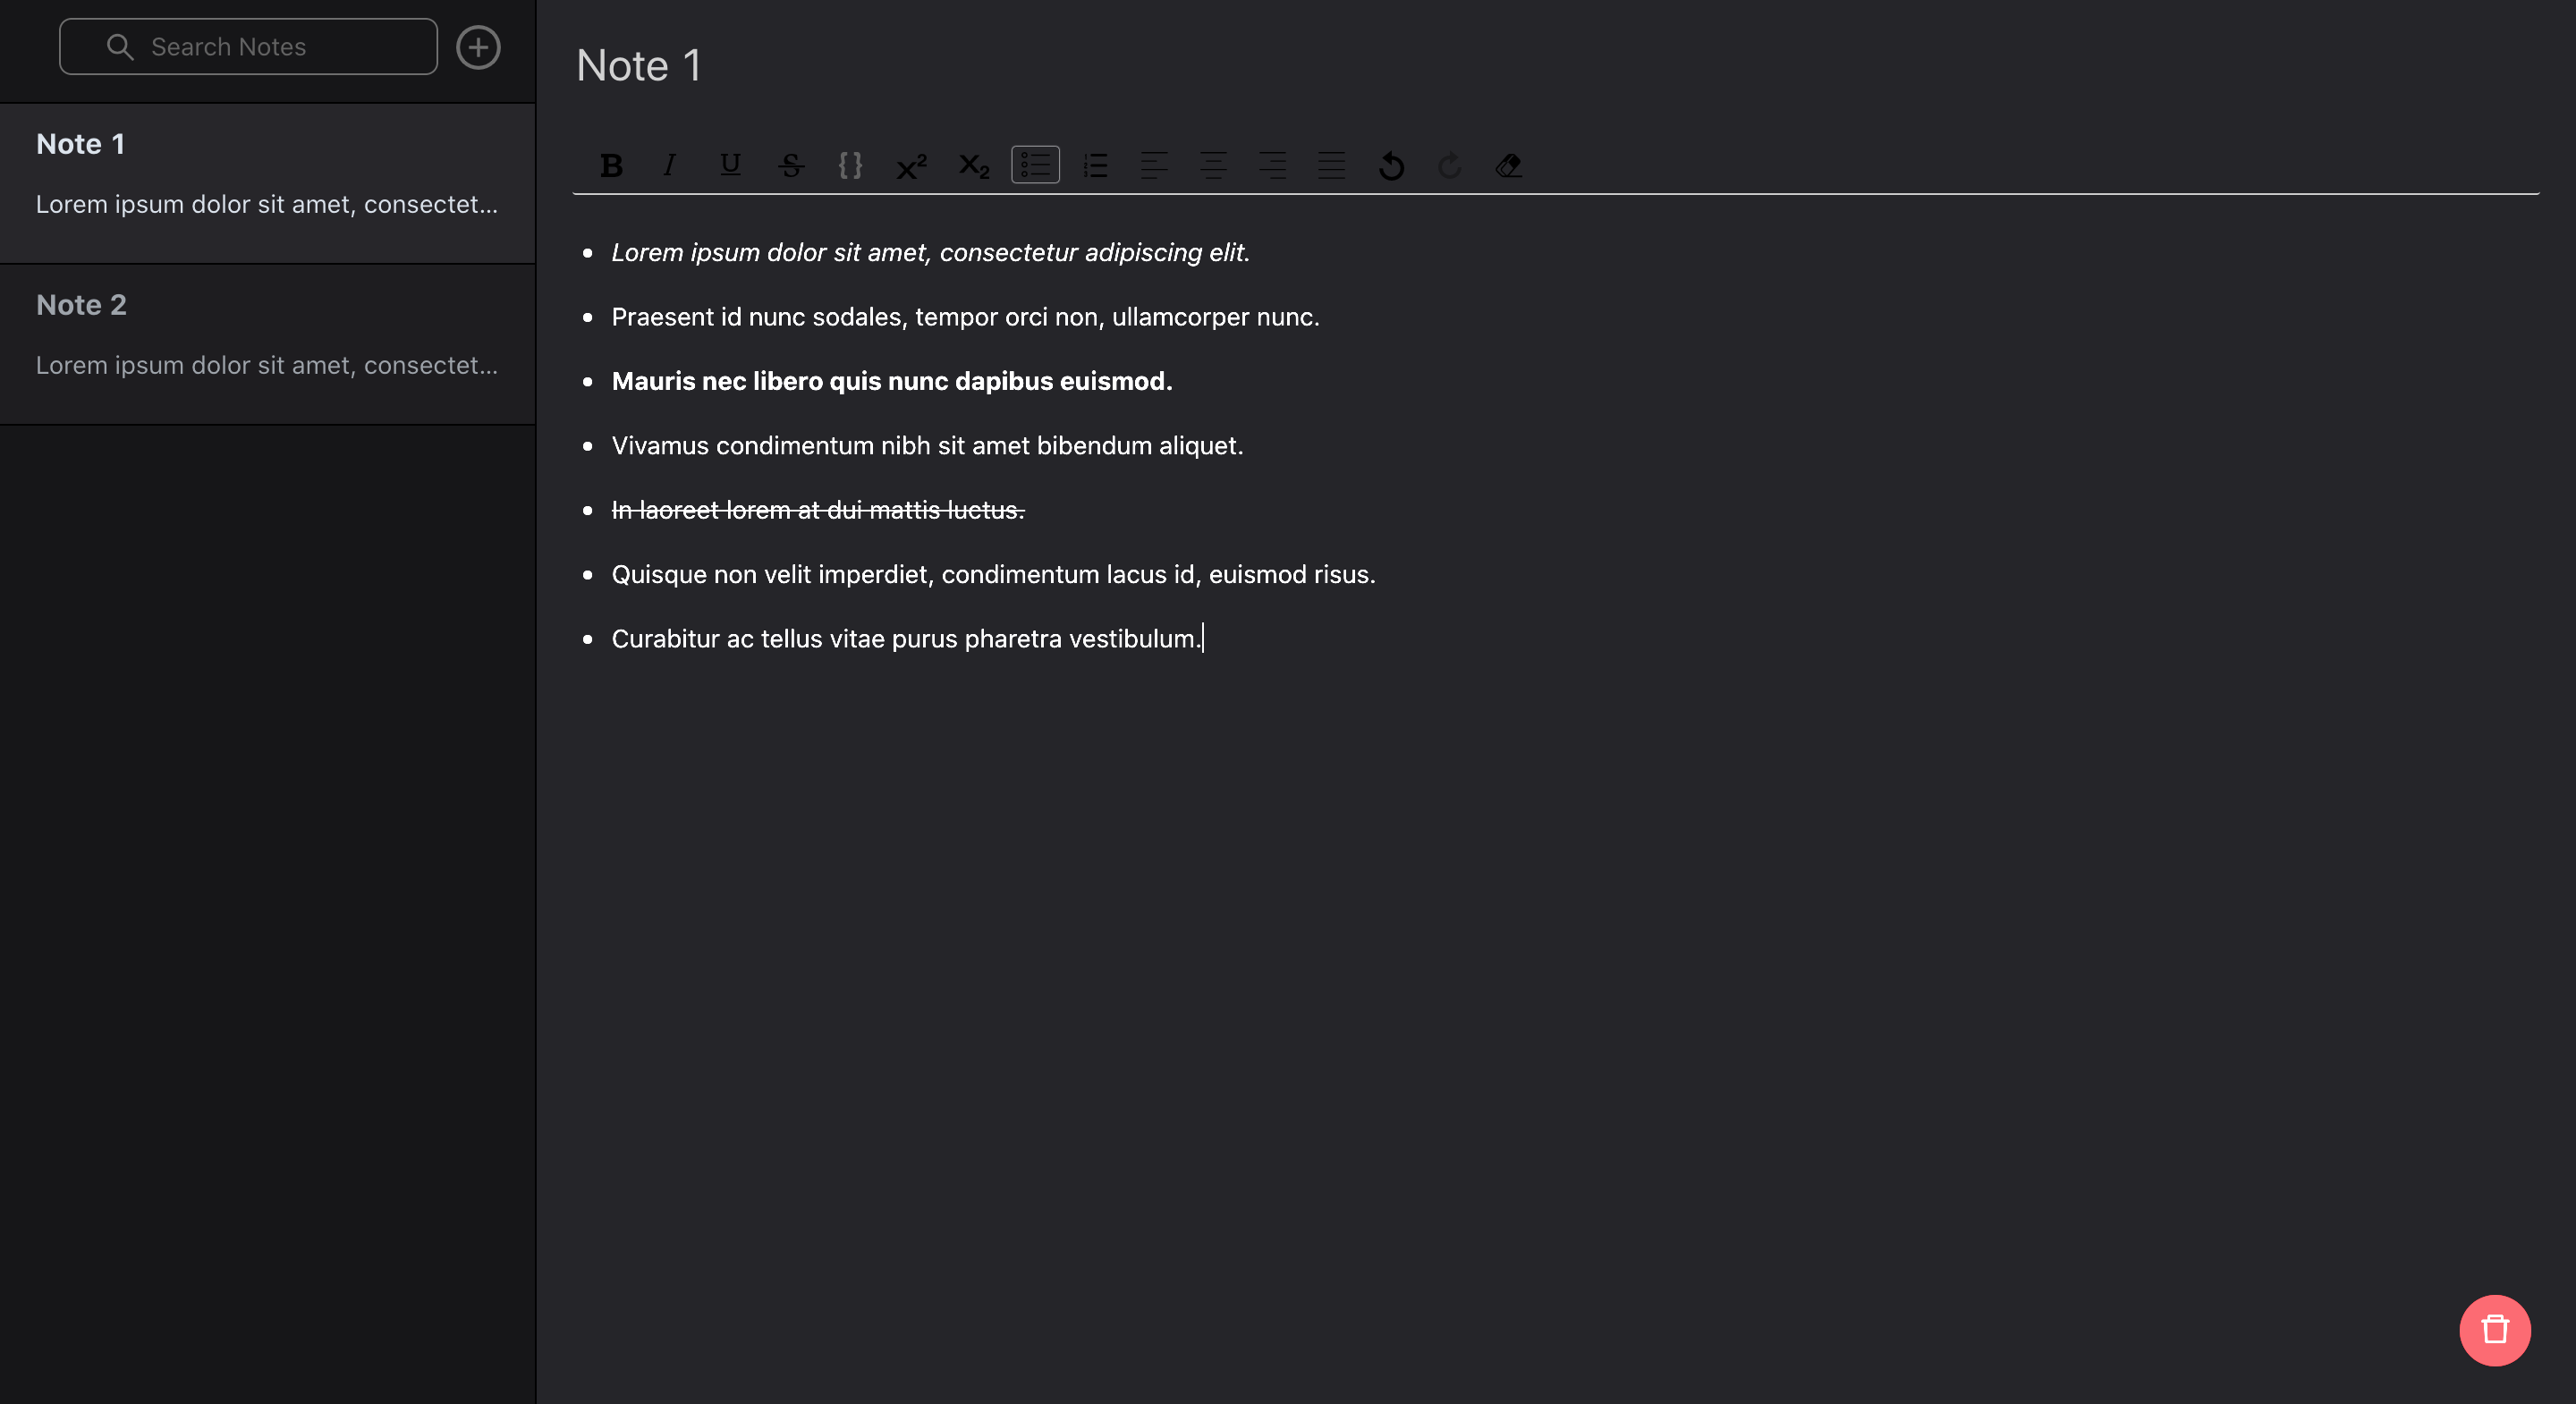 Search Notes
Note 1
Lorem ipsum dolor sit amet, consectet...
Note 2
Lorem ipsum dolor sit amet, consectet...
Note 1
B I U S {} x² X₂
Lorem ipsum dolor sit amet, consectetur adipiscing elit.
Praesent id nunc sodales, tempor orci non, ullamcorper nunc.
Mauris nec libero quis nunc dapibus euismod.
Vivamus condimentum nibh sit amet bibendum aliquet.
In laoreet lorem at dui mattis luctus.
Quisque non velit imperdiet, condimentum lacus id, euismod risus.
Curabitur ac tellus vitae purus pharetra vestibulum.